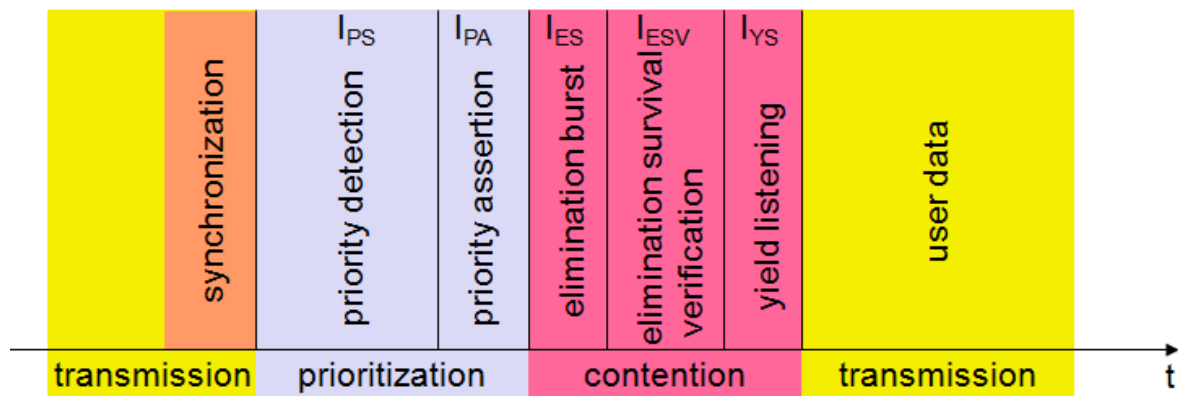 I_PS I_PA I_ES I_ESV I_YS
synchronization
priority detection
priority assertion
elimination burst
elimination survival
verification
yield listening
user data
transmission prioritization contention transmission
t